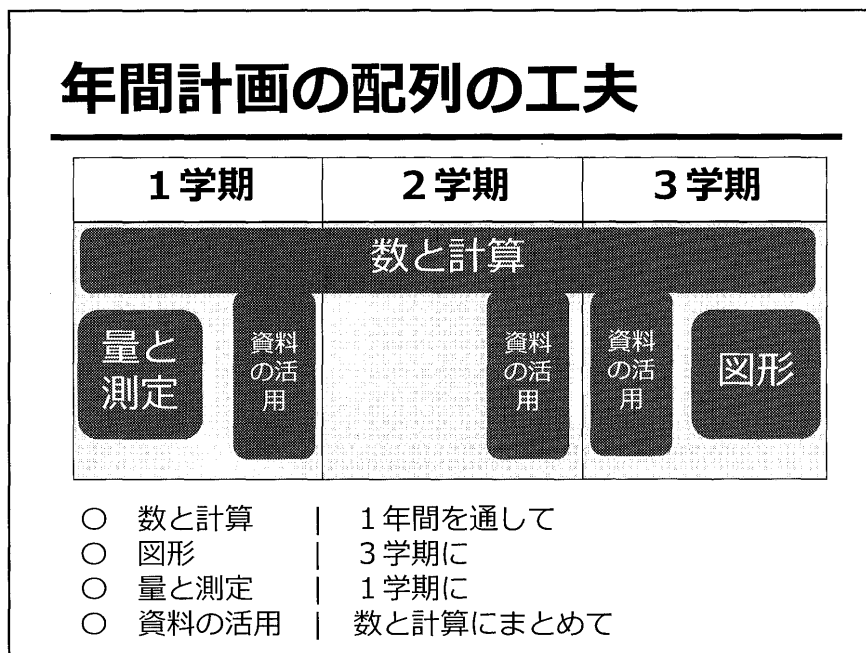 年間計画の配列の工夫
１学期 ２学期 ３学期
数と計算
量と
測定
資料
の活
用
資料
の活
用
資料
の活
用
図形
○ 数と計算 | １年間を通して
○ 図形 | ３学期に
○ 量と測定 | １学期に
○ 資料の活用 | 数と計算にまとめて